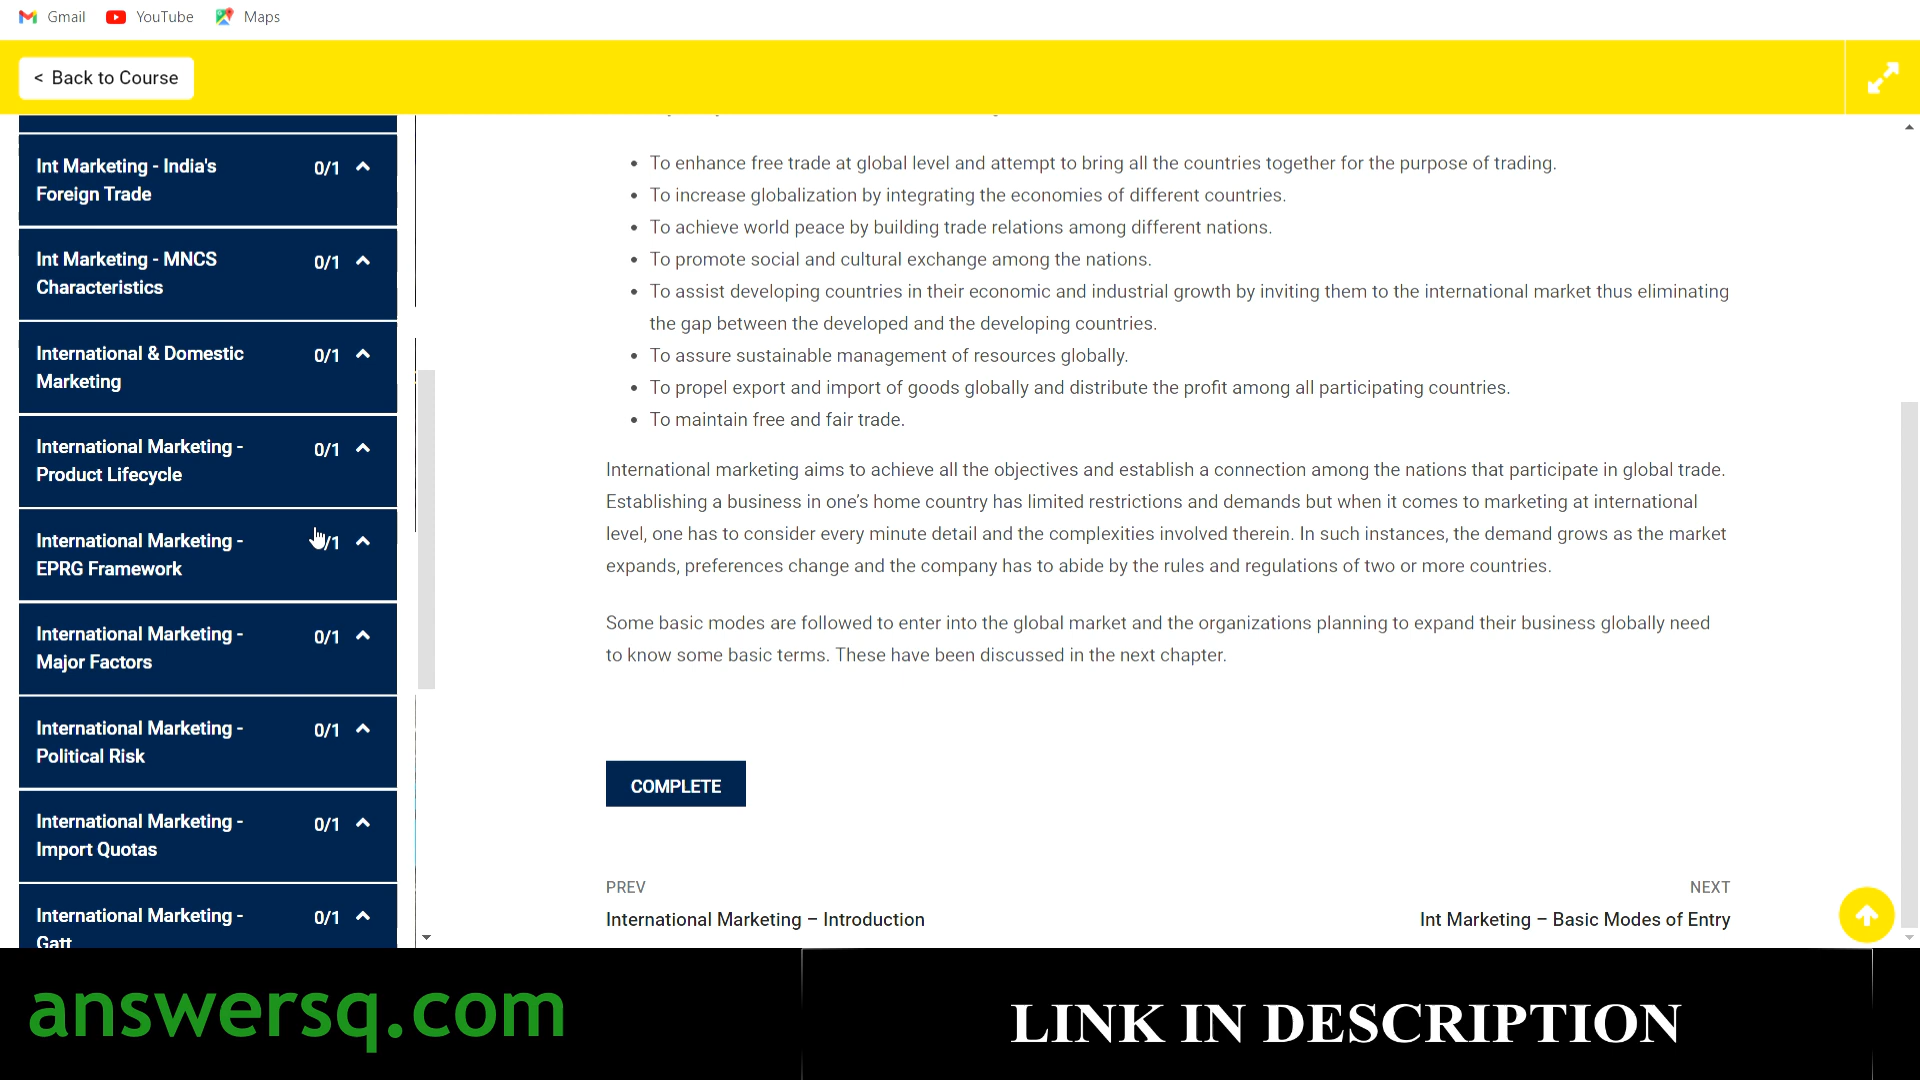 Gmail YouTube Maps
< Back to Course
Int Marketing - India's
Foreign Trade
0/1
Int Marketing - MNCS
Characteristics
0/1
International & Domestic
Marketing
0/1
International Marketing -
Product Lifecycle
0/1
International Marketing -
EPRG Framework
/1
International Marketing -
Major Factors
0/1
International Marketing -
Political Risk
0/1
International Marketing -
Import Quotas
0/1
International Marketing -
Gatt
0/1
• To enhance free trade at global level and attempt to bring all the countries together for the purpose of trading.
• To increase globalization by integrating the economies of different countries.
• To achieve world peace by building trade relations among different nations.
• To promote social and cultural exchange among the nations.
• To assist developing countries in their economic and industrial growth by inviting them to the international market thus eliminating
the gap between the developed and the developing countries.
• To assure sustainable management of resources globally.
• To propel export and import of goods globally and distribute the profit among all participating countries.
• To maintain free and fair trade.
International marketing aims to achieve all the objectives and establish a connection among the nations that participate in global trade.
Establishing a business in one’s home country has limited restrictions and demands but when it comes to marketing at international
level, one has to consider every minute detail and the complexities involved therein. In such instances, the demand grows as the market
expands, preferences change and the company has to abide by the rules and regulations of two or more countries.
Some basic modes are followed to enter into the global market and the organizations planning to expand their business globally need
to know some basic terms. These have been discussed in the next chapter.
COMPLETE
PREV
International Marketing – Introduction
NEXT
Int Marketing – Basic Modes of Entry
answersq.com
LINK IN DESCRIPTION